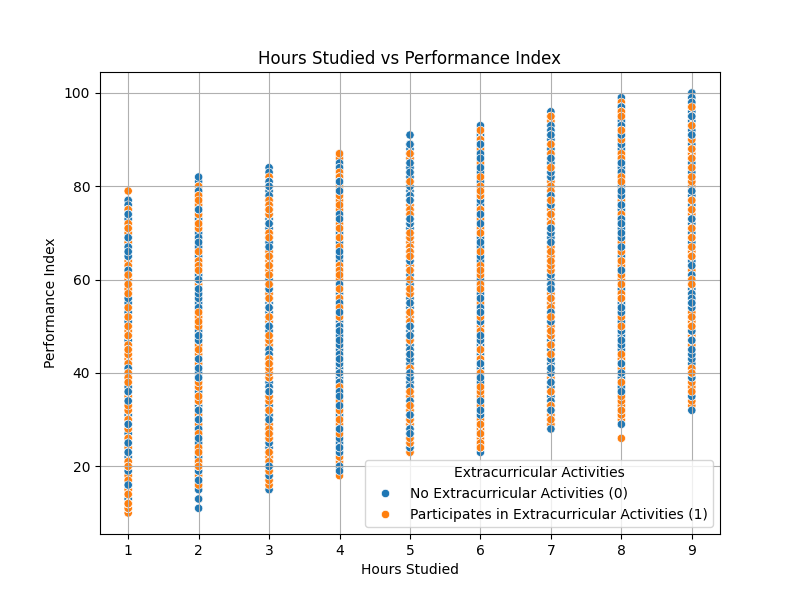 Hours Studied vs Performance Index
100
80
60
40
20
Performance Index
Extracurricular Activities
No Extracurricular Activities (0)
Participates in Extracurricular Activities (1)
1 2 3 4 5 6 7 8 9
Hours Studied